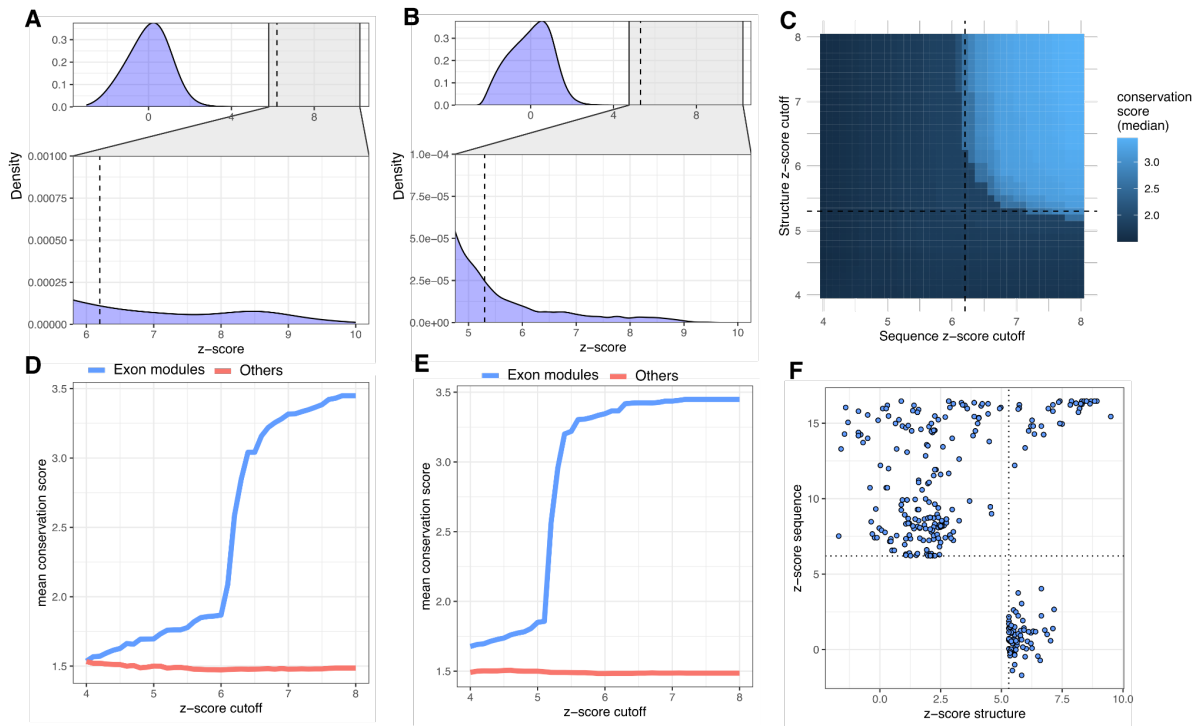 A
0.3
0.2
0.1
0.0
0
4
8
Density
0.00100
0.00075
0.00050
0.00025
0.00000
6
7
8
9
10
z−score
B
0.3
0.2
0.1
0.0
0
4
8
Density
1.0e−04
7.5e−05
5.0e−05
2.5e−05
0.0e+00
5
6
7
8
9
10
z−score
C
Structure z−score cutoff
8
7
6
5
4
4
5
6
7
8
Sequence z−score cutoff
conservation
score
(median)
3.0
2.5
2.0
D
Exon modules
Others
mean conservation score
3.5
3.0
2.5
2.0
1.5
4
5
6
7
8
z−score cutoff
E
Exon modules
Others
mean conservation score
3.5
3.0
2.5
2.0
1.5
4
5
6
7
8
z−score cutoff
F
z−score sequence
15
10
5
0
0.0
2.5
5.0
7.5
10.0
z−score structure